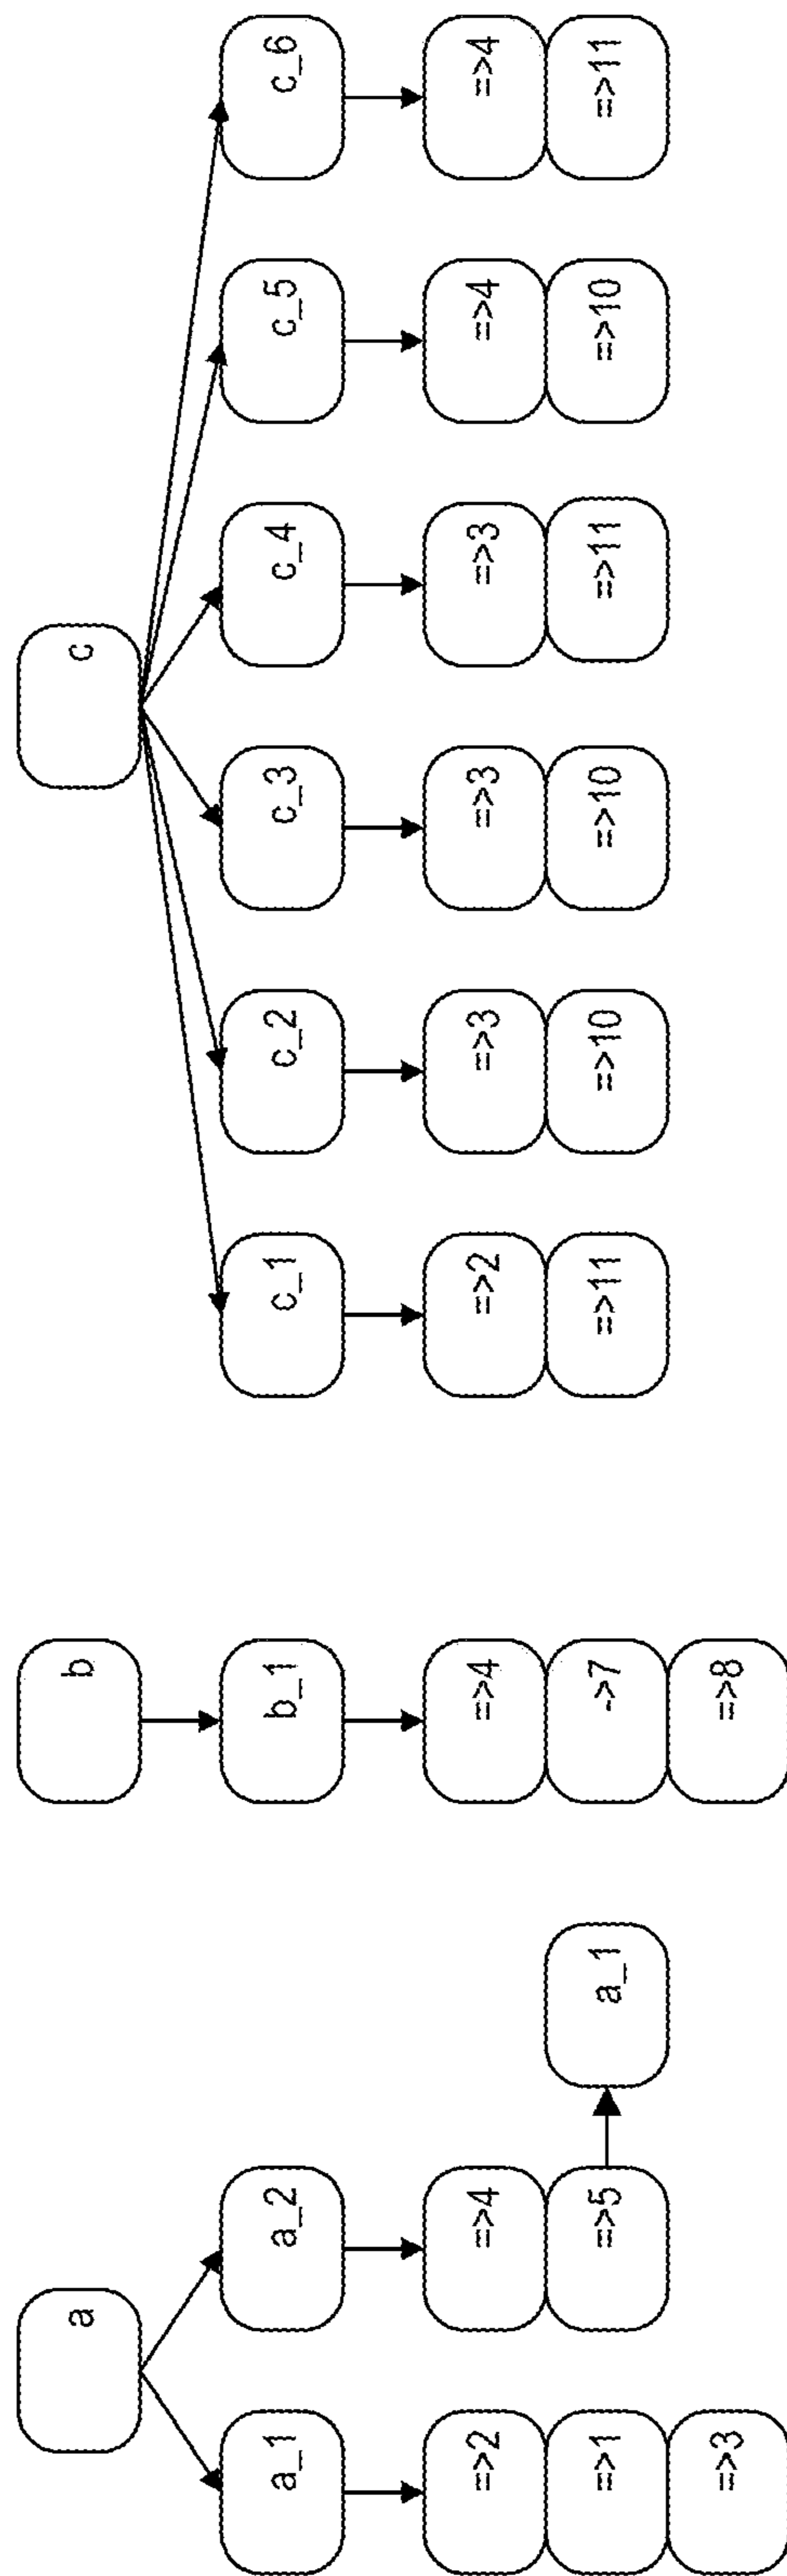 a
a_1
=>2
=>1
=>3
a_2
=>4
=>5
a_1
b
b_1
=>4
->7
=>8
c
c_1
=>2
=>11
c_2
=>3
=>10
c_3
=>3
=>10
c_4
=>3
=>11
c_5
=>4
=>10
c_6
=>4
=>11